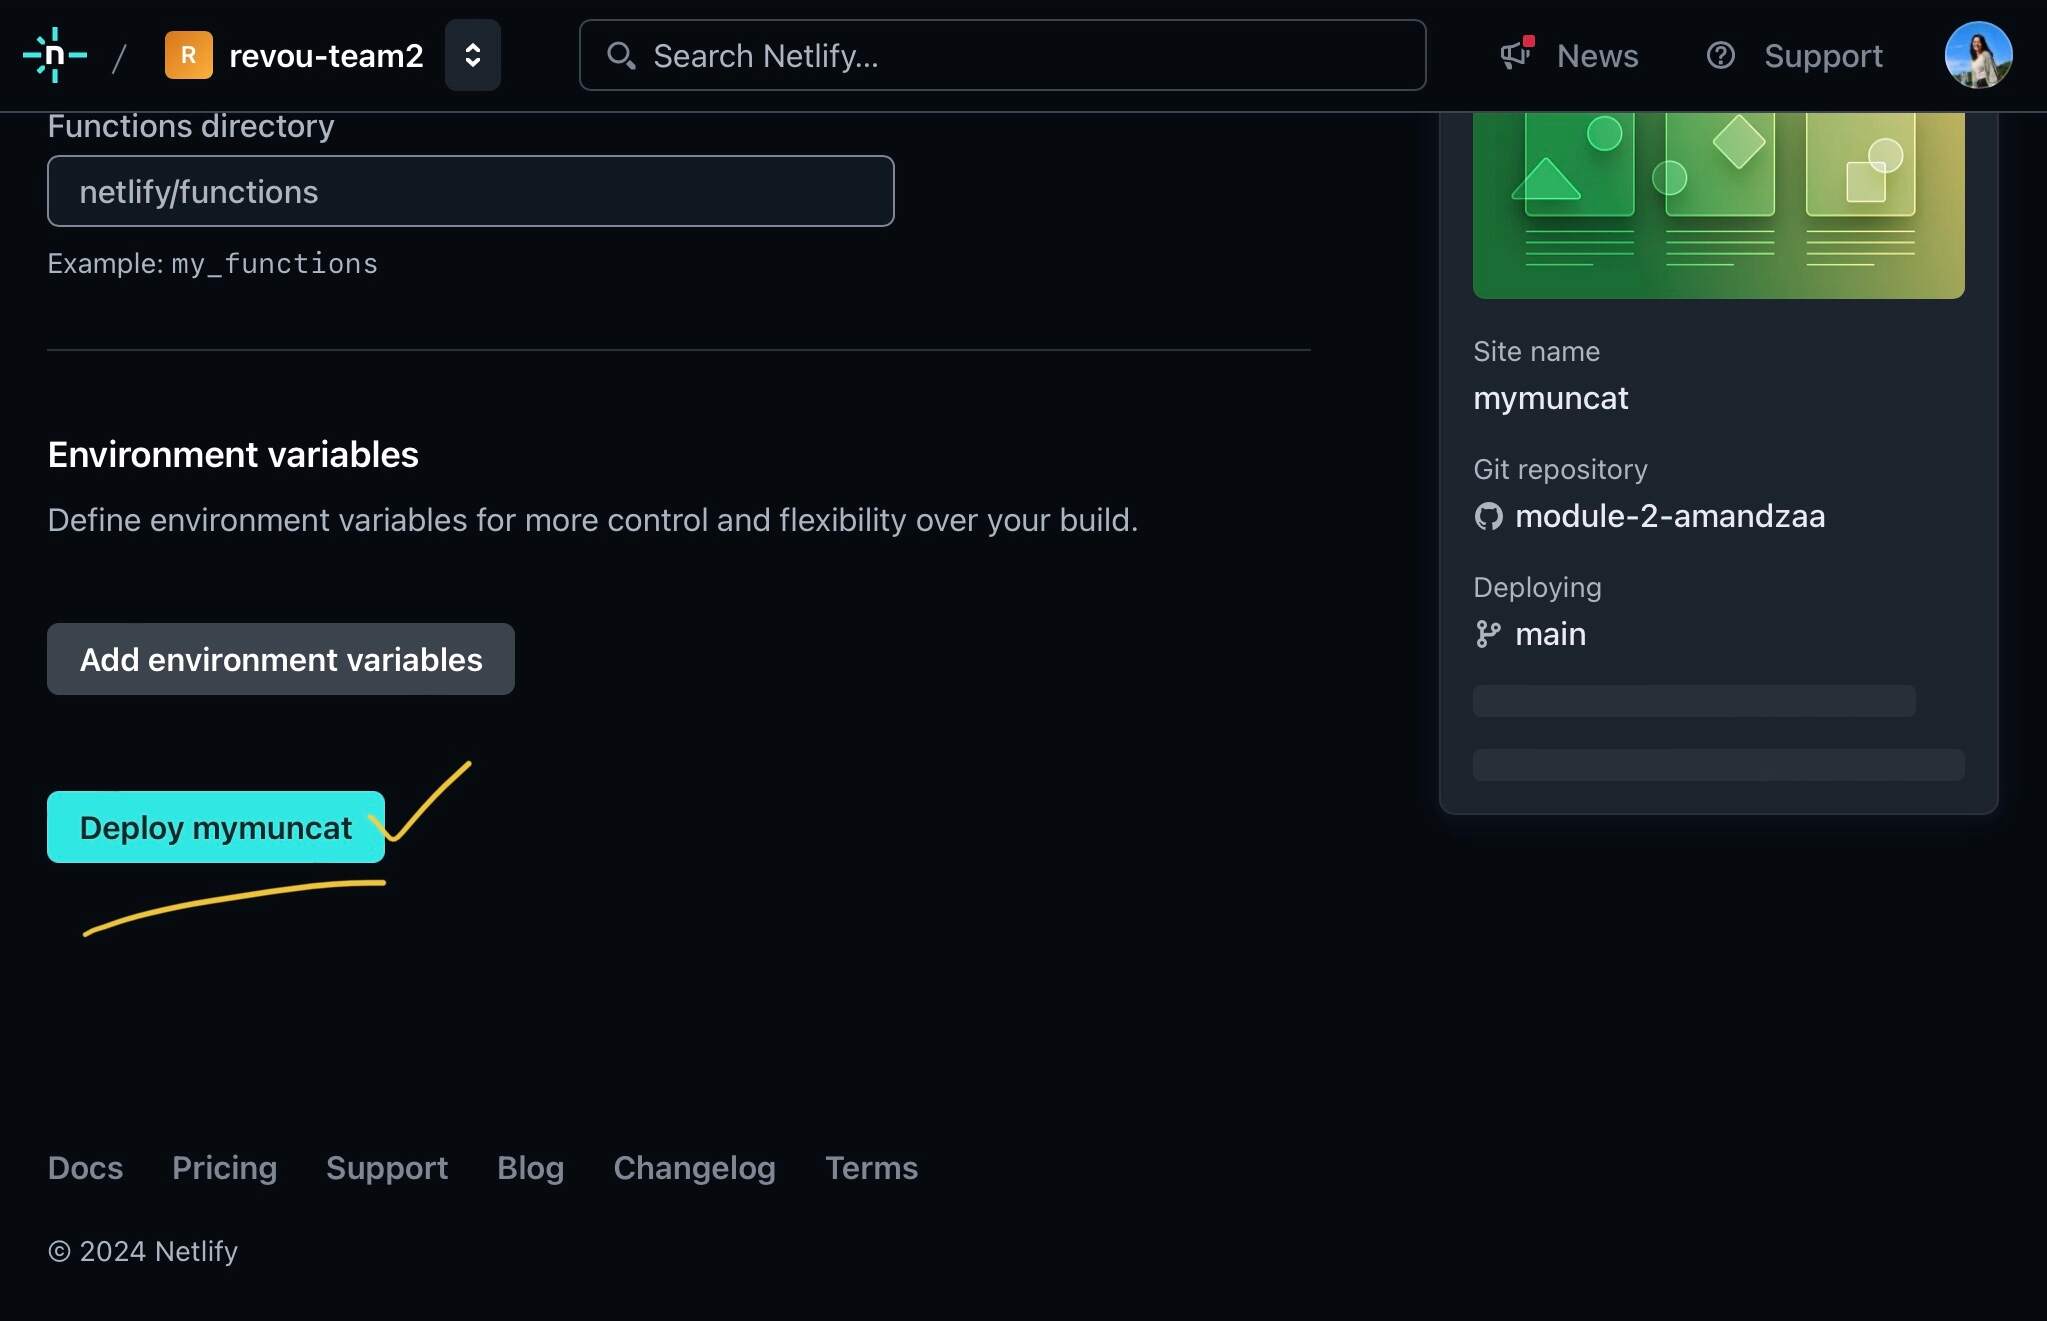 n / R revou-team2 Search Netlify... News Support
Functions directory
netlify/functions
Example: my_functions
Environment variables
Define environment variables for more control and flexibility over your build.
Add environment variables
Deploy mymuncat
Site name
mymuncat
Git repository
module-2-amandzaa
Deploying
main
Docs Pricing Support Blog Changelog Terms
© 2024 Netlify